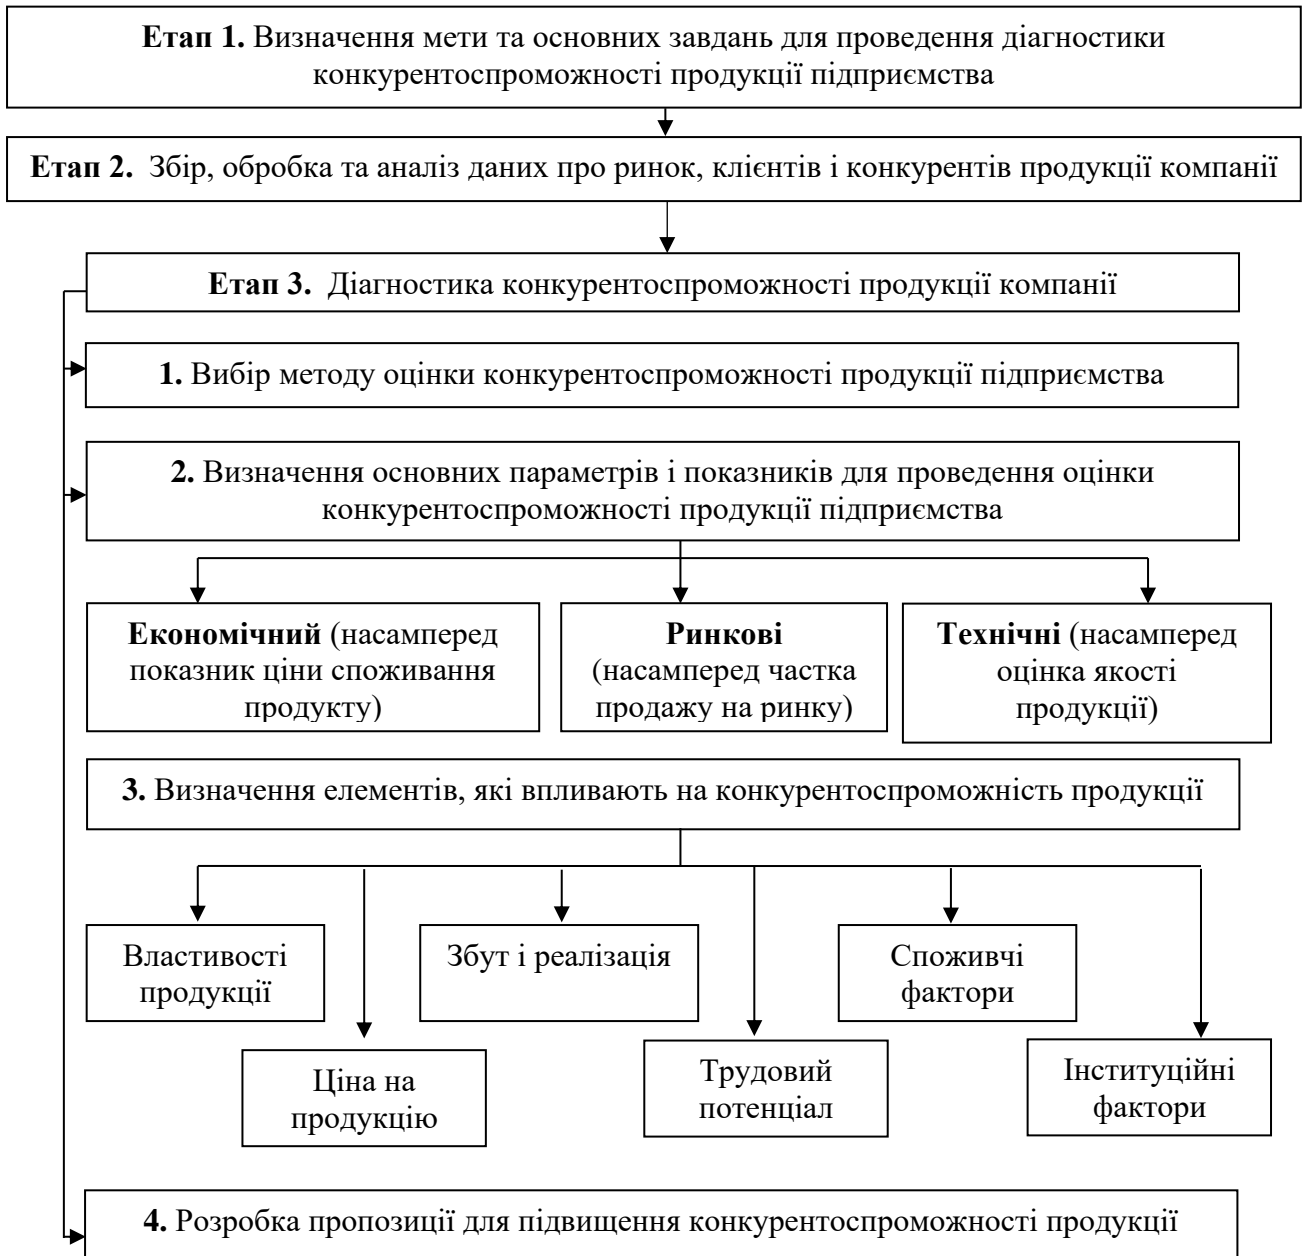 Етап 1. Визначення мети та основних завдань для проведення діагностики
конкурентоспроможності продукції підприємства
Етап 2. Збір, обробка та аналіз даних про ринок, клієнтів і конкурентів продукції компанії
Етап 3. Діагностика конкурентоспроможності продукції компанії
1. Вибір методу оцінки конкурентоспроможності продукції підприємства
2. Визначення основних параметрів і показників для проведення оцінки
конкурентоспроможності продукції підприємства
Економічний (насамперед
показник ціни споживання
продукту)
Ринкові
(насамперед частка
продажу на ринку)
Технічні (насамперед
оцінка якості
продукції)
3. Визначення елементів, які впливають на конкурентоспроможність продукції
Властивості
продукції
Збут і реалізація
Споживчі
фактори
Ціна на
продукцію
Трудовий
потенціал
Інституційні
фактори
4. Розробка пропозиції для підвищення конкурентоспроможності продукції